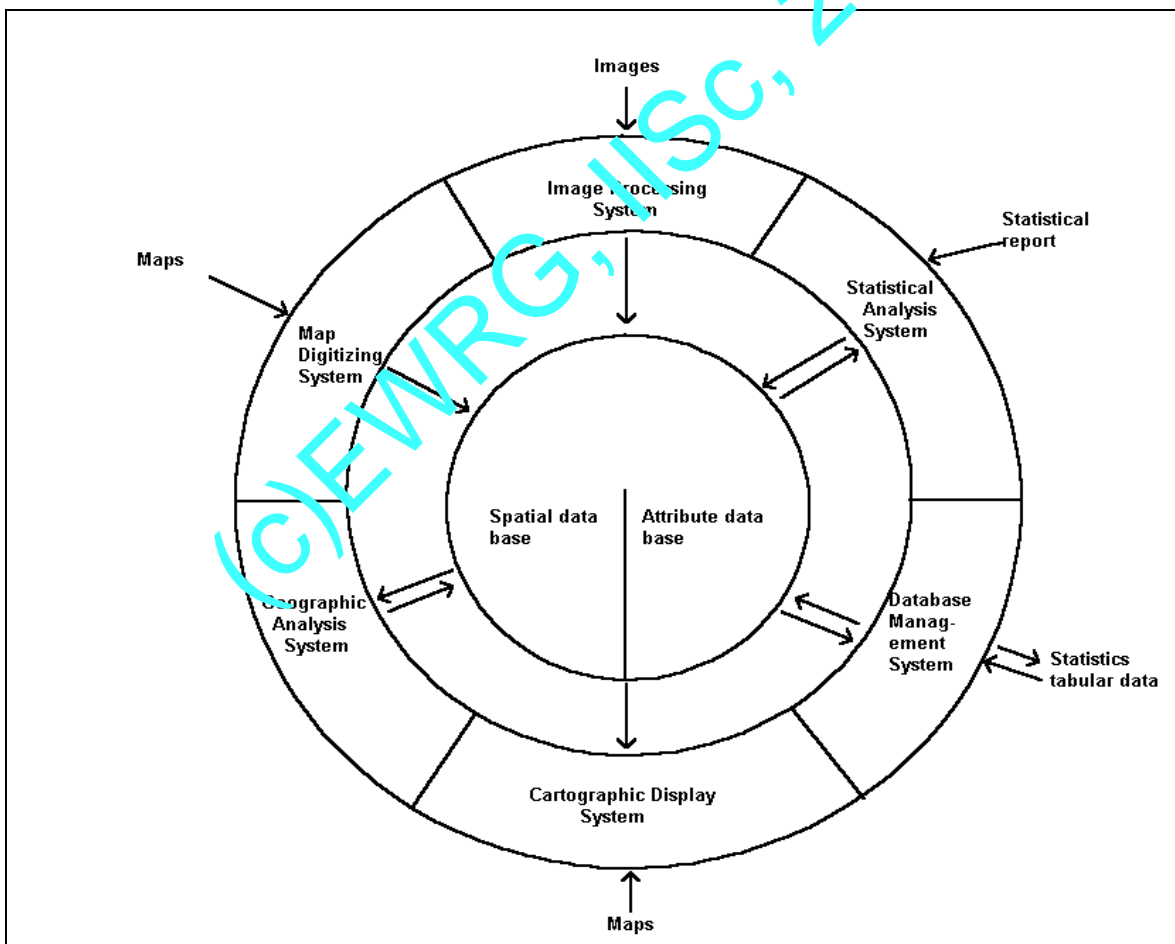 Images
Image Processing
System
Statistical
report
Maps
Statistical
Analysis
System
Map
Digitizing
System
Spatial data
base
Attribute data
base
Geographic
Analysis
System
Database
Manag-
ement
System
Statistics
tabular data
Cartographic Display
System
Maps
(c)EWRG, IISc, 2